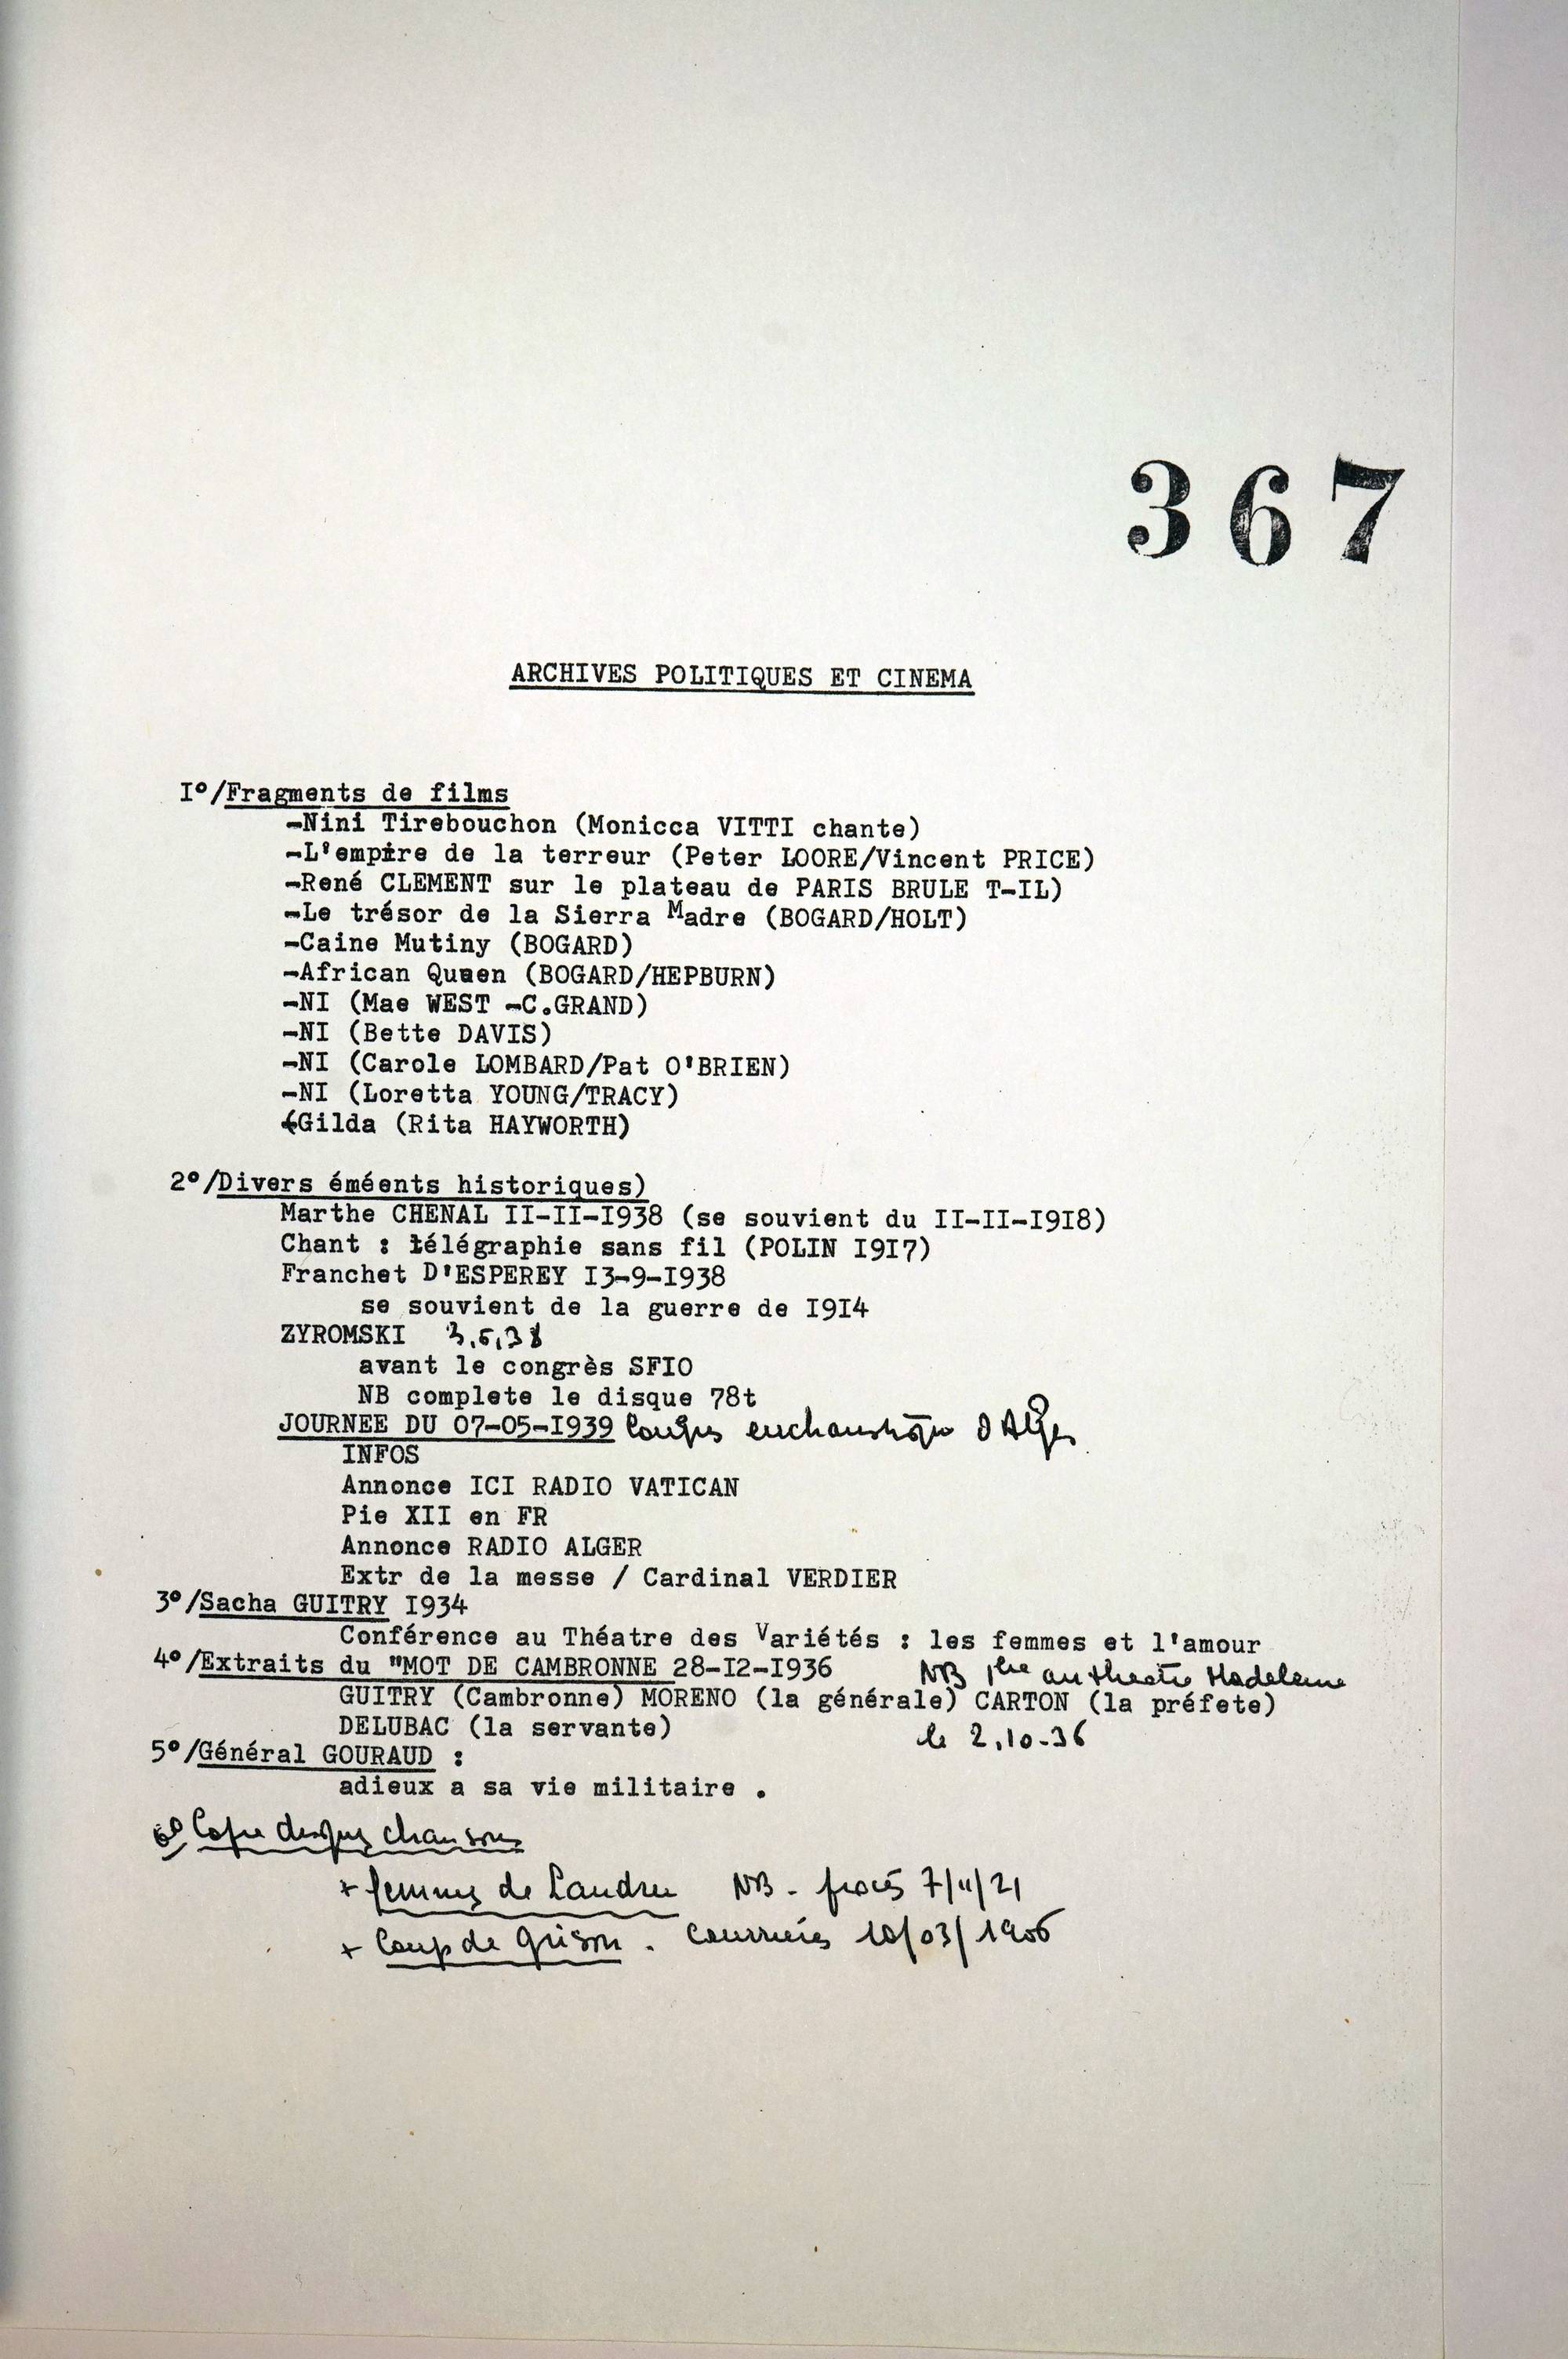 367
ARCHIVES POLITIQUES ET CINEMA
I°/Fragments de films
-Nini Tirebouchon (Monicca VITTI chante)
-L'empire de la terreur (Peter LOORE/Vincent PRICE)
-René CLEMENT sur le plateau de PARIS BRULE T-IL)
-Le trésor de la Sierra Madre (BOGARD/HOLT)
-Caine Mutiny (BOGARD)
-African Queen (BOGARD/HEPBURN)
-NI (Mae WEST -C.GRAND)
-NI (Bette DAVIS)
-NI (Carole LOMBARD/Pat O'BRIEN)
-NI (Loretta YOUNG/TRACY)
(Gilda (Rita HAYWORTH)
2°/Divers éméents historiques)
Marthe CHENAL II-II-I938 (se souvient du II-II-I9I8)
Chant : télégraphie sans fil (POLIN I9I7)
Franchet D'ESPEREY I3-9-I938
se souvient de la guerre de I9I4
ZYROMSKI 3.6.38
avant le congrès SFIO
NB complete le disque 78t
JOURNEE DU 07-05-I939 Congrès eucharistique d'Alger
INFOS
Annonce ICI RADIO VATICAN
Pie XII en FR
Annonce RADIO ALGER
Extr de la messe / Cardinal VERDIER
3°/Sacha GUITRY I934
Conférence au Théatre des Variétés : les femmes et l'amour
4°/Extraits du "MOT DE CAMBRONNE 28-I2-I936 NB 1ère au theatre Madeleine
GUITRY (Cambronne) MORENO (la générale) CARTON (la préfete)
DELUBAC (la servante) le 2.10-36
5°/Général GOURAUD :
adieux a sa vie militaire .
6° Copie disques chansons
+ femmes de Landru NB - procès 7/11/21
+ Coup de grisou . Courrières 10/03/1906